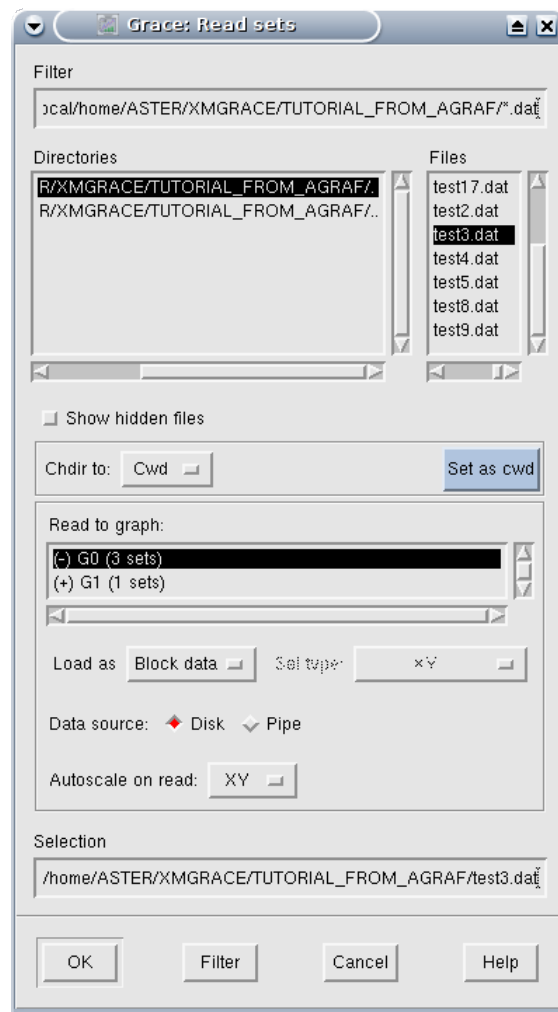 Grace: Read sets
Filter
ocal/home/ASTER/XMGRACE/TUTORIAL_FROM_AGRAF/*.dat
Directories
R/XMGRACE/TUTORIAL_FROM_AGRAF/.
R/XMGRACE/TUTORIAL_FROM_AGRAF/..
Files
test17.dat
test2.dat
test3.dat
test4.dat
test5.dat
test8.dat
test9.dat
Show hidden files
Chdir to: Cwd Set as cwd
Read to graph:
(-) G0 (3 sets)
(+) G1 (1 sets)
Load as Block data Set type: XY
Data source: Disk Pipe
Autoscale on read: XY
Selection
/home/ASTER/XMGRACE/TUTORIAL_FROM_AGRAF/test3.dat
OK Filter Cancel Help